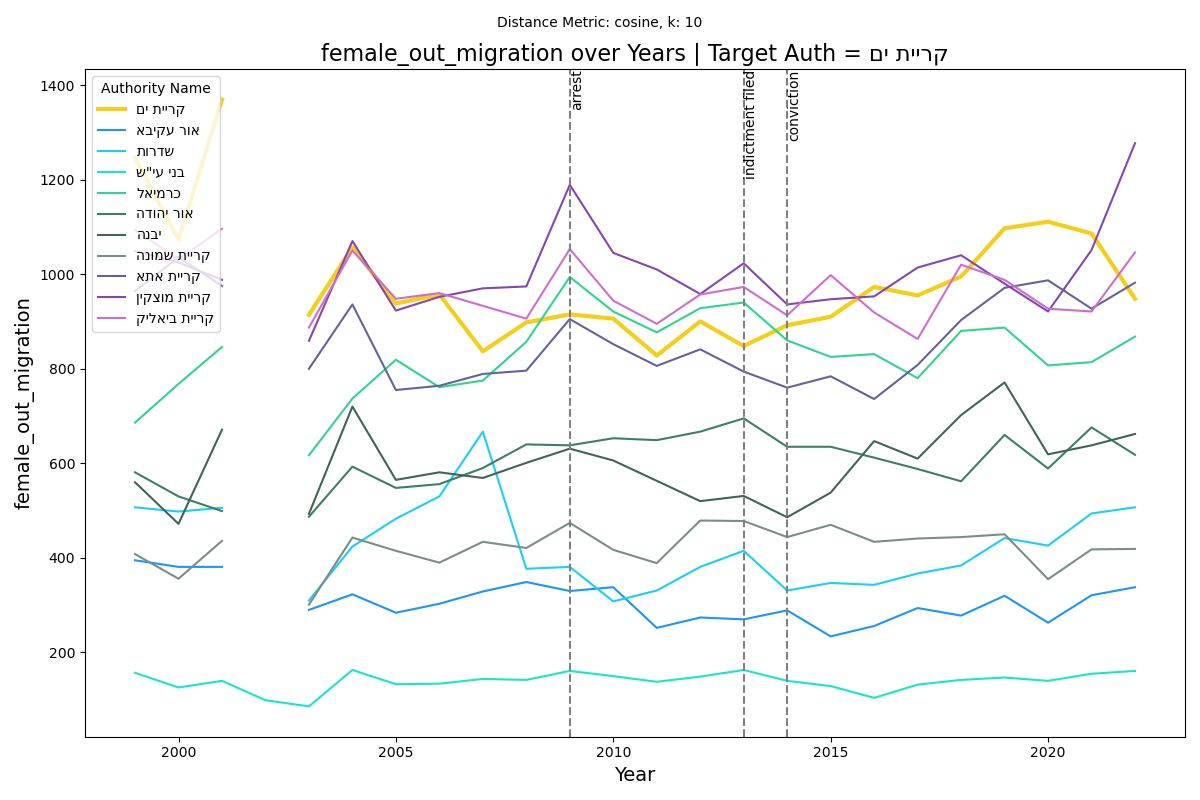 Distance Metric: cosine, k: 10
female_out_migration over Years | Target Auth = קריית ים
Authority Name
קריית ים
אור עקיבא
שדרות
בני עי"ש
כרמיאל
אור יהודה
יבנה
קריית שמונה
קריית אתא
קריית מוצקין
קריית ביאליק
arrest
indictment filed
conviction
female_out_migration
1400
1200
1000
800
600
400
200
2000 2005 2010 2015 2020
Year